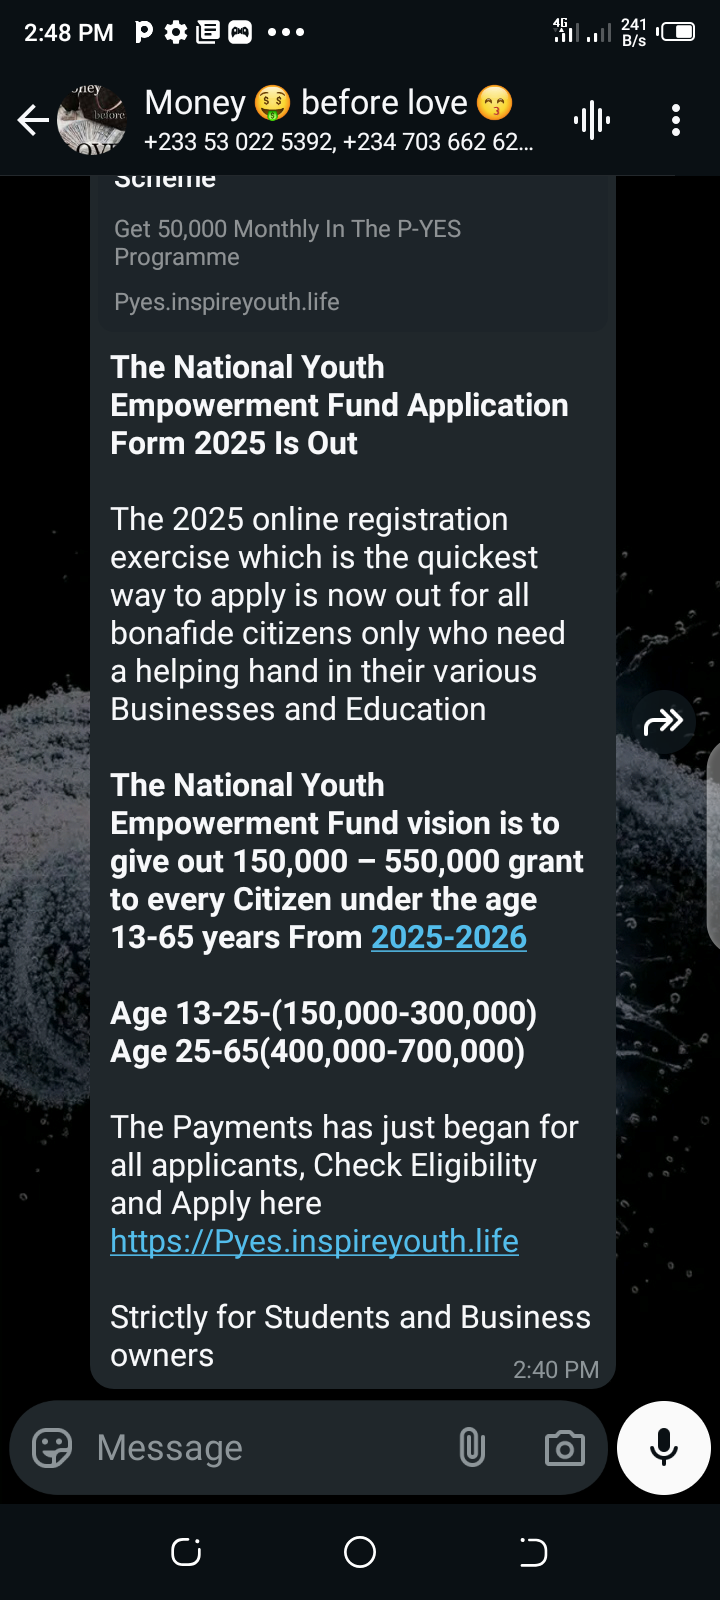 2:48 PM
4G
241
B/s
Money 🤑 before love 😙
+233 53 022 5392, +234 703 662 62...
Scheme
Get 50,000 Monthly In The P-YES
Programme
Pyes.inspireyouth.life
The National Youth
Empowerment Fund Application
Form 2025 Is Out
The 2025 online registration
exercise which is the quickest
way to apply is now out for all
bonafide citizens only who need
a helping hand in their various
Businesses and Education
The National Youth
Empowerment Fund vision is to
give out 150,000 – 550,000 grant
to every Citizen under the age
13-65 years From 2025-2026
Age 13-25-(150,000-300,000)
Age 25-65(400,000-700,000)
The Payments has just began for
all applicants, Check Eligibility
and Apply here
https://Pyes.inspireyouth.life
Strictly for Students and Business
owners
2:40 PM
Message